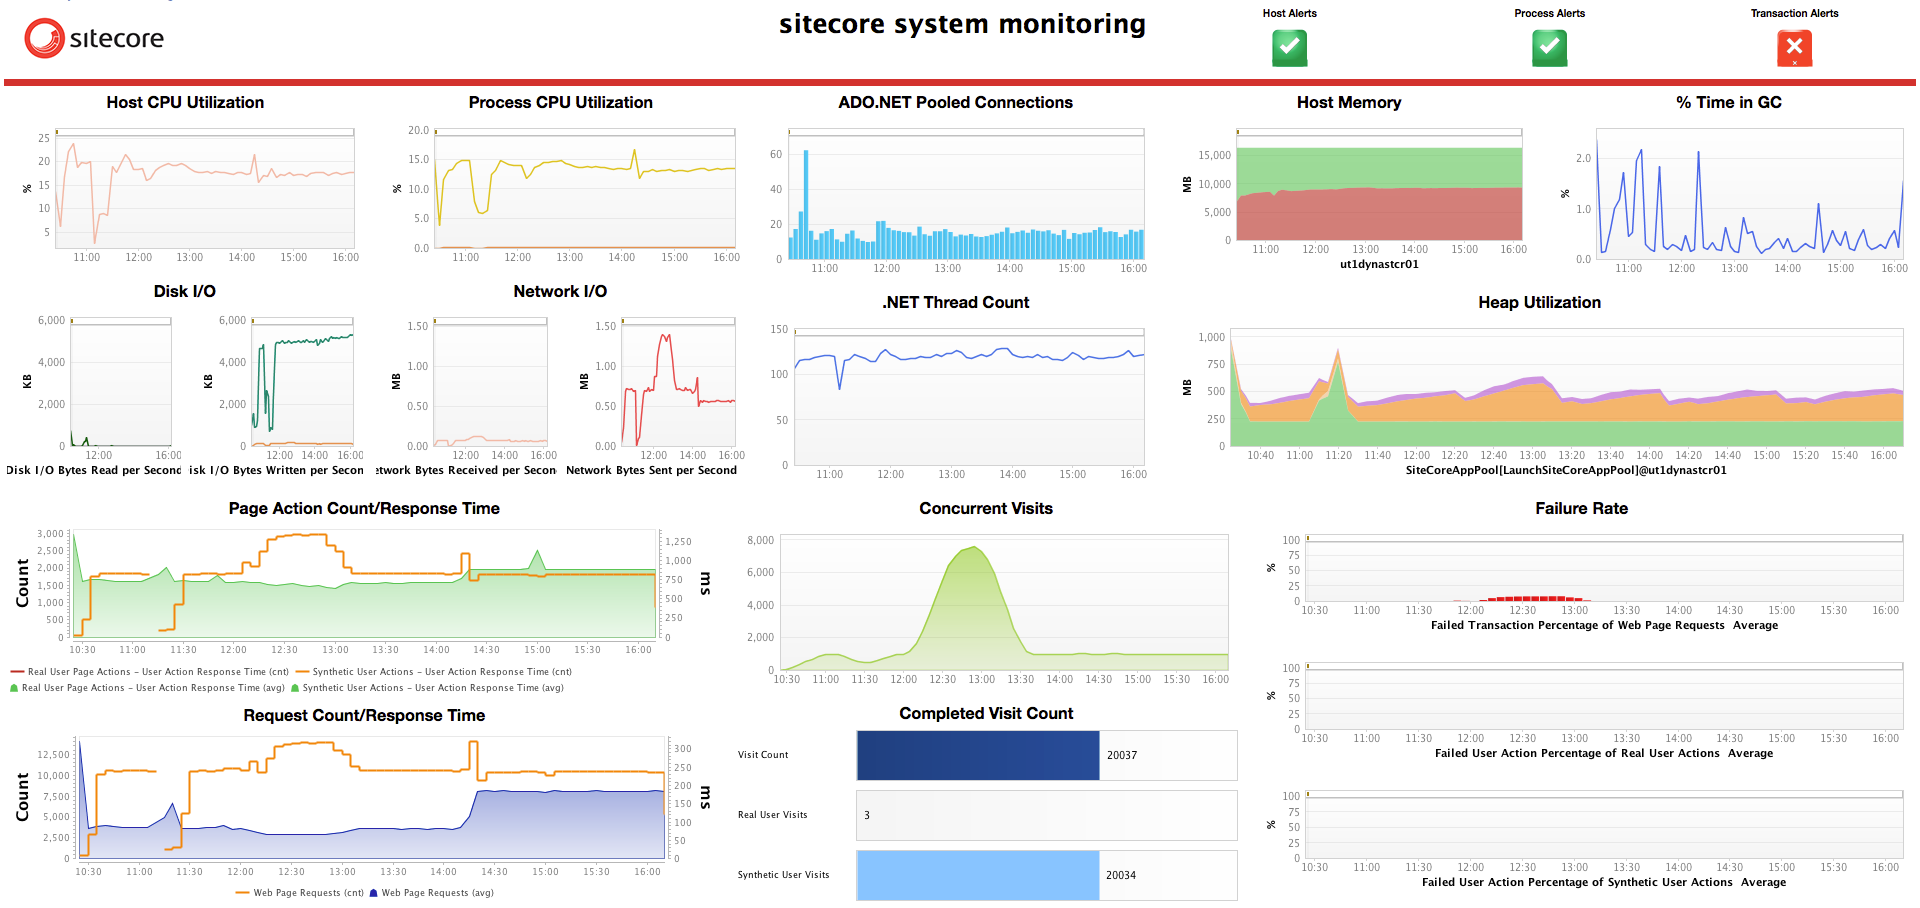 sitecore
sitecore system monitoring
Host Alerts
Process Alerts
Transaction Alerts
Host CPU Utilization
%
25
20
15
10
5
11:00 12:00 13:00 14:00 15:00 16:00
Process CPU Utilization
%
20.0
15.0
10.0
5.0
0.0
11:00 12:00 13:00 14:00 15:00 16:00
ADO.NET Pooled Connections
60
40
20
0
11:00 12:00 13:00 14:00 15:00 16:00
Host Memory
MB
15,000
10,000
5,000
0
11:00 12:00 13:00 14:00 15:00 16:00
ut1dynastcr01
% Time in GC
%
2.0
1.0
0.0
11:00 12:00 13:00 14:00 15:00 16:00
Disk I/O
KB
6,000
4,000
2,000
0
12:00 14:00 16:00
Disk I/O Bytes Read per Second
KB
6,000
4,000
2,000
0
12:00 14:00 16:00
isk I/O Bytes Written per Secon
Network I/O
MB
1.50
1.00
0.50
0.00
12:00 14:00 16:00
etwork Bytes Received per Secon
MB
1.50
1.00
0.50
0.00
12:00 14:00 16:00
Network Bytes Sent per Second
.NET Thread Count
150
100
50
0
11:00 12:00 13:00 14:00 15:00 16:00
Heap Utilization
MB
1,000
750
500
250
0
10:40 11:00 11:20 11:40 12:00 12:20 12:40 13:00 13:20 13:40 14:00 14:20 14:40 15:00 15:20 15:40 16:00
SiteCoreAppPool[LaunchSiteCoreAppPool]@ut1dynastcr01
Page Action Count/Response Time
Count
3,000
2,500
2,000
1,500
1,000
500
0
1,250
1,000
750
500
250
0
ms
10:30 11:00 11:30 12:00 12:30 13:00 13:30 14:00 14:30 15:00 15:30 16:00
Real User Page Actions - User Action Response Time (cnt) Synthetic User Actions - User Action Response Time (cnt)
Real User Page Actions - User Action Response Time (avg) Synthetic User Actions - User Action Response Time (avg)
Concurrent Visits
8,000
6,000
4,000
2,000
0
10:30 11:00 11:30 12:00 12:30 13:00 13:30 14:00 14:30 15:00 15:30 16:00
Failure Rate
%
100
75
50
25
0
10:30 11:00 11:30 12:00 12:30 13:00 13:30 14:00 14:30 15:00 15:30 16:00
Failed Transaction Percentage of Web Page Requests Average
%
100
75
50
25
0
10:30 11:00 11:30 12:00 12:30 13:00 13:30 14:00 14:30 15:00 15:30 16:00
Failed User Action Percentage of Real User Actions Average
%
100
75
50
25
0
10:30 11:00 11:30 12:00 12:30 13:00 13:30 14:00 14:30 15:00 15:30 16:00
Failed User Action Percentage of Synthetic User Actions Average
Request Count/Response Time
Count
12,500
10,000
7,500
5,000
2,500
0
300
250
200
150
100
50
0
ms
10:30 11:00 11:30 12:00 12:30 13:00 13:30 14:00 14:30 15:00 15:30 16:00
Web Page Requests (cnt) Web Page Requests (avg)
Completed Visit Count
Visit Count 20037
Real User Visits 3
Synthetic User Visits 20034